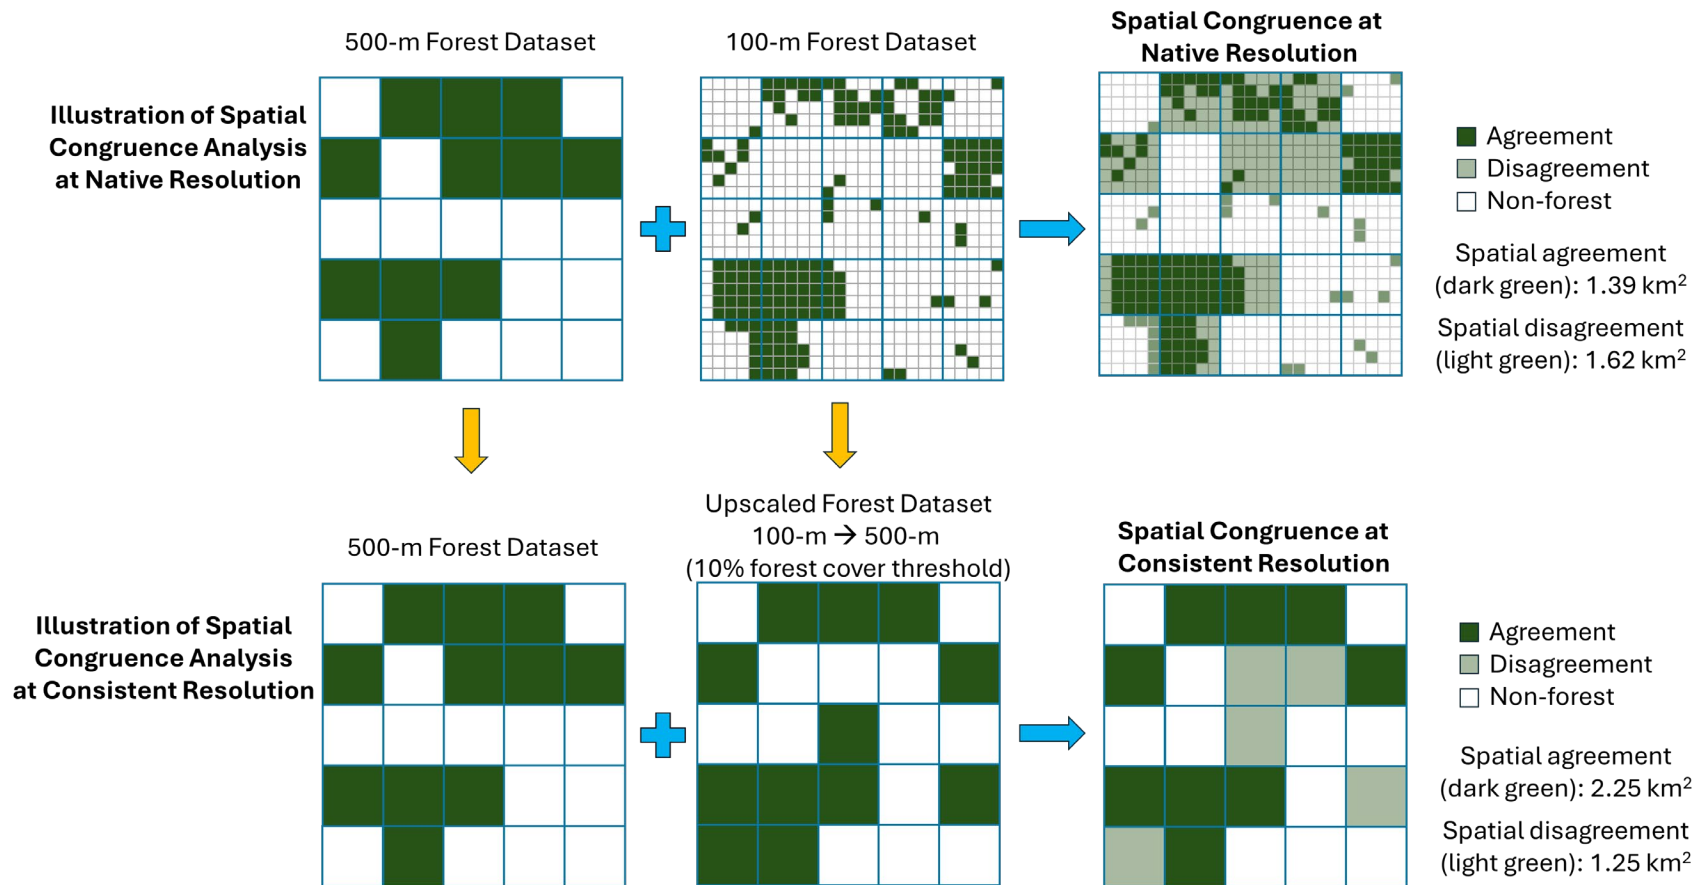 500-m Forest Dataset
100-m Forest Dataset
Spatial Congruence at
Native Resolution
Illustration of Spatial
Congruence Analysis
at Native Resolution
Agreement
Disagreement
Non-forest
Spatial agreement
(dark green): 1.39 km²
Spatial disagreement
(light green): 1.62 km²
500-m Forest Dataset
Upscaled Forest Dataset
100-m → 500-m
(10% forest cover threshold)
Spatial Congruence at
Consistent Resolution
Illustration of Spatial
Congruence Analysis
at Consistent Resolution
Agreement
Disagreement
Non-forest
Spatial agreement
(dark green): 2.25 km²
Spatial disagreement
(light green): 1.25 km²